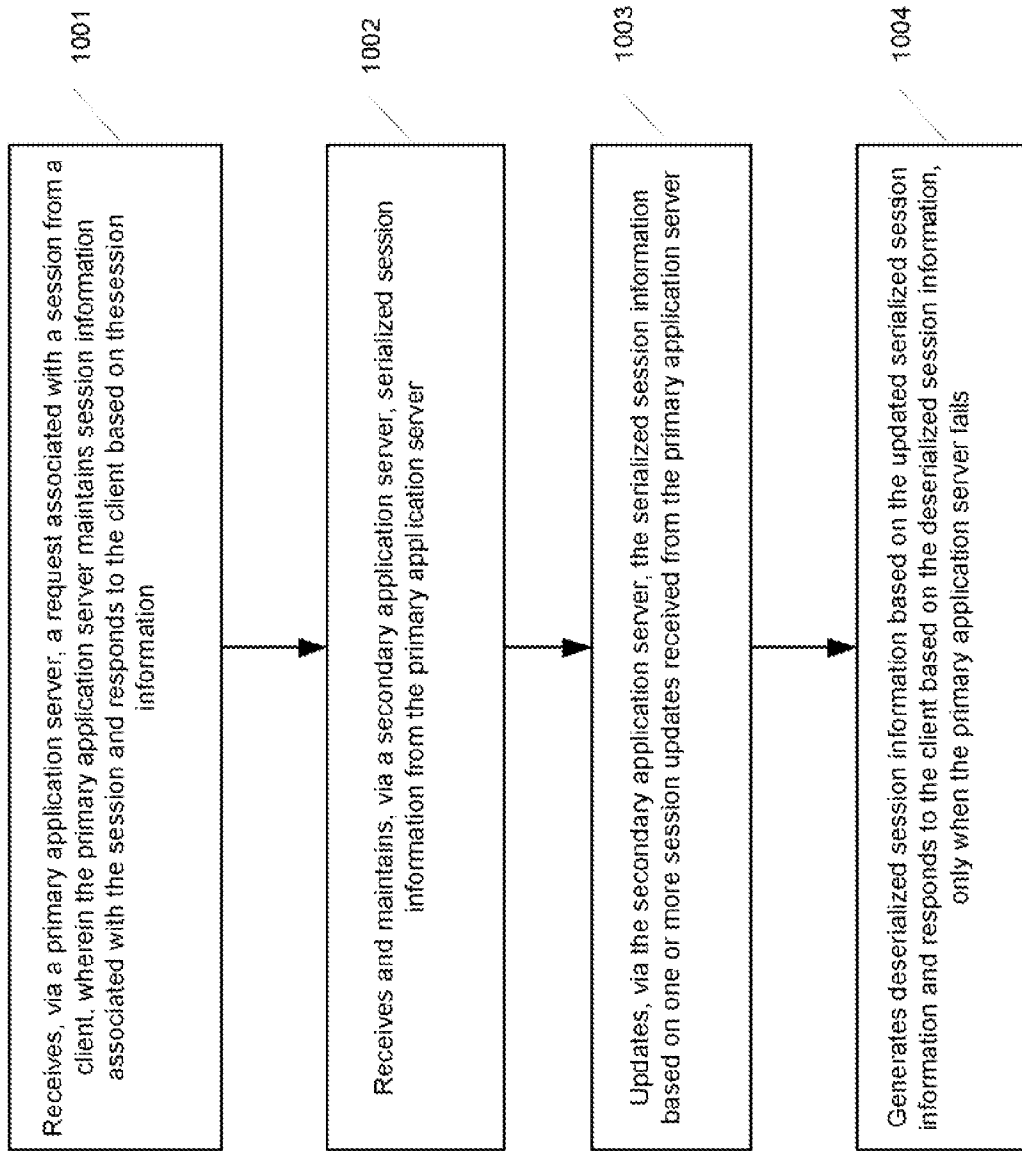 Receives, via a primary application server, a request associated with a session from a
client, wherein the primary application server maintains session information
associated with the session and responds to the client based on thesession
information
1001
Receives and maintains, via a secondary application server, serialized session
information from the primary application server
1002
Updates, via the secondary application server, the serialized session information
based on one or more session updates received from the primary application server
1003
Generates deserialized session information based on the updated serialized session
information and responds to the client based on the deserialized session information,
only when the primary application server fails
1004